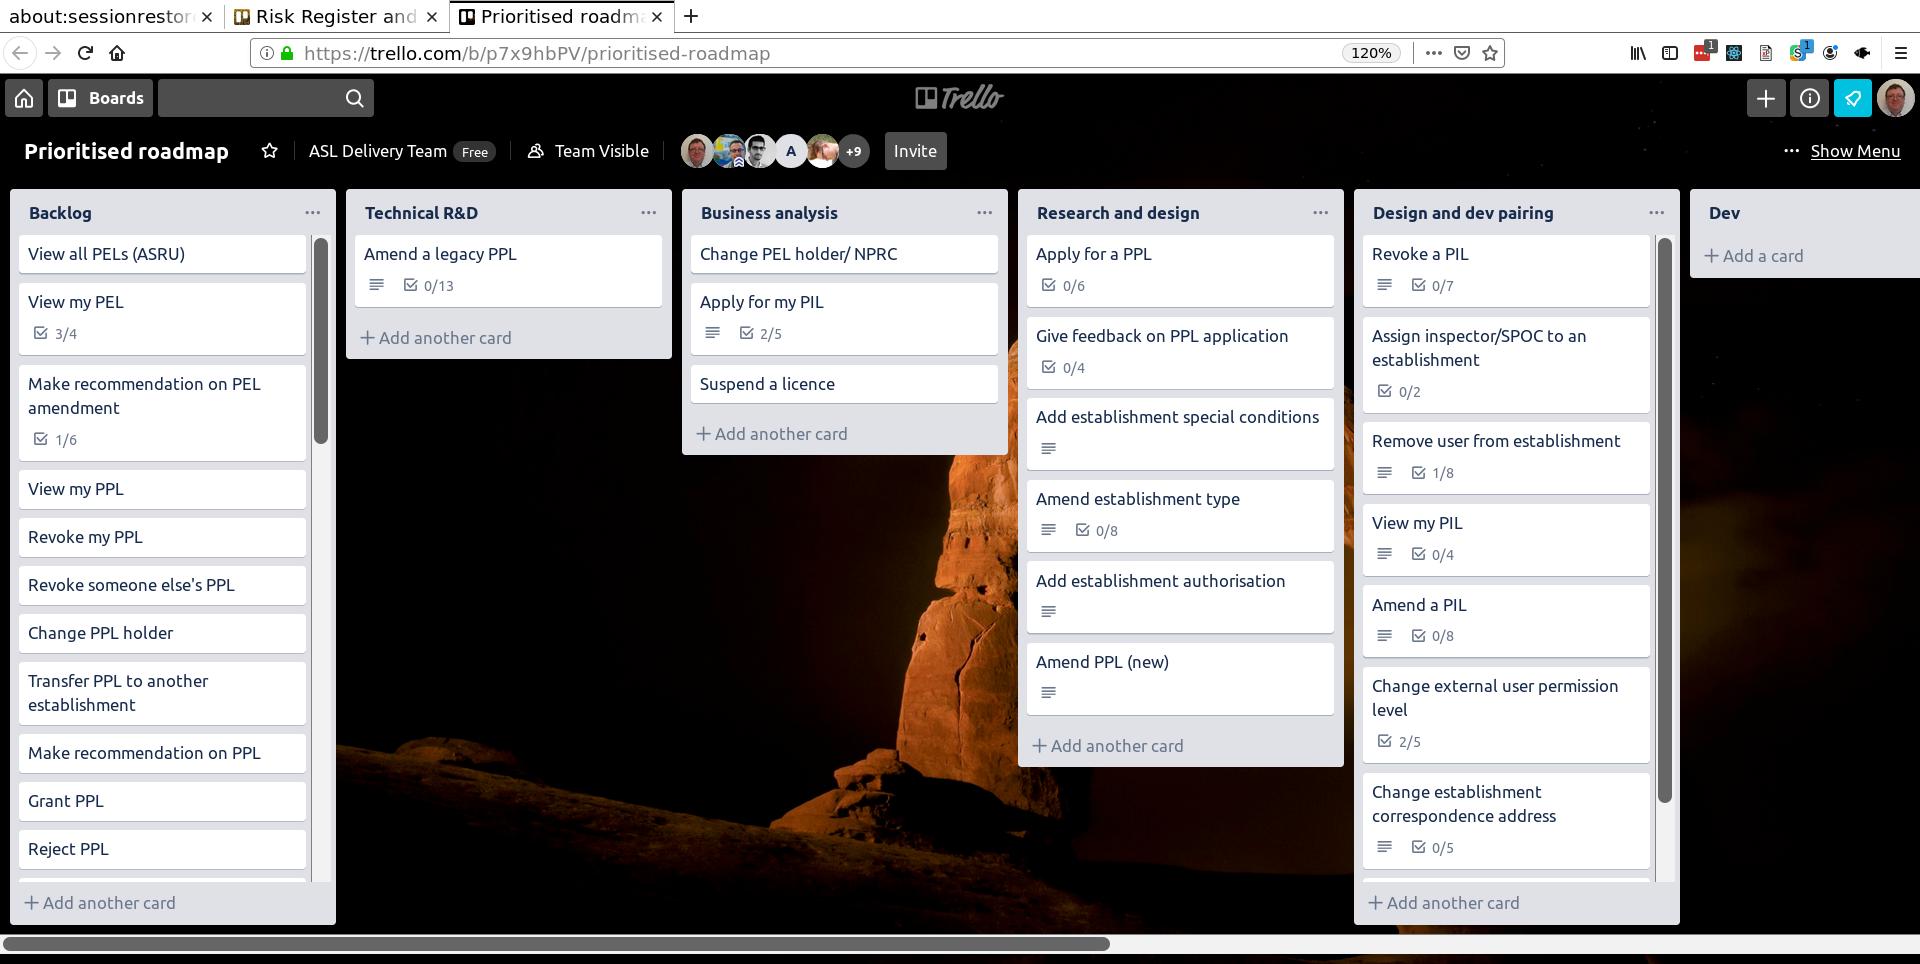 about:sessionrestor
Risk Register and
Prioritised roadma
https://trello.com/b/p7x9hbPV/prioritised-roadmap
120%
1
1
Boards
Trello
Prioritised roadmap
ASL Delivery Team
Free
Team Visible
A
+9
Invite
Show Menu
Backlog
View all PELs (ASRU)
View my PEL
3/4
Make recommendation on PEL
amendment
1/6
View my PPL
Revoke my PPL
Revoke someone else's PPL
Change PPL holder
Transfer PPL to another
establishment
Make recommendation on PPL
Grant PPL
Reject PPL
Add another card
Technical R&D
Amend a legacy PPL
0/13
Add another card
Business analysis
Change PEL holder/ NPRC
Apply for my PIL
2/5
Suspend a licence
Add another card
Research and design
Apply for a PPL
0/6
Give feedback on PPL application
0/4
Add establishment special conditions
Amend establishment type
0/8
Add establishment authorisation
Amend PPL (new)
Add another card
Design and dev pairing
Revoke a PIL
0/7
Assign inspector/SPOC to an
establishment
0/2
Remove user from establishment
1/8
View my PIL
0/4
Amend a PIL
0/8
Change external user permission
level
2/5
Change establishment
correspondence address
0/5
Add another card
Dev
Add a card